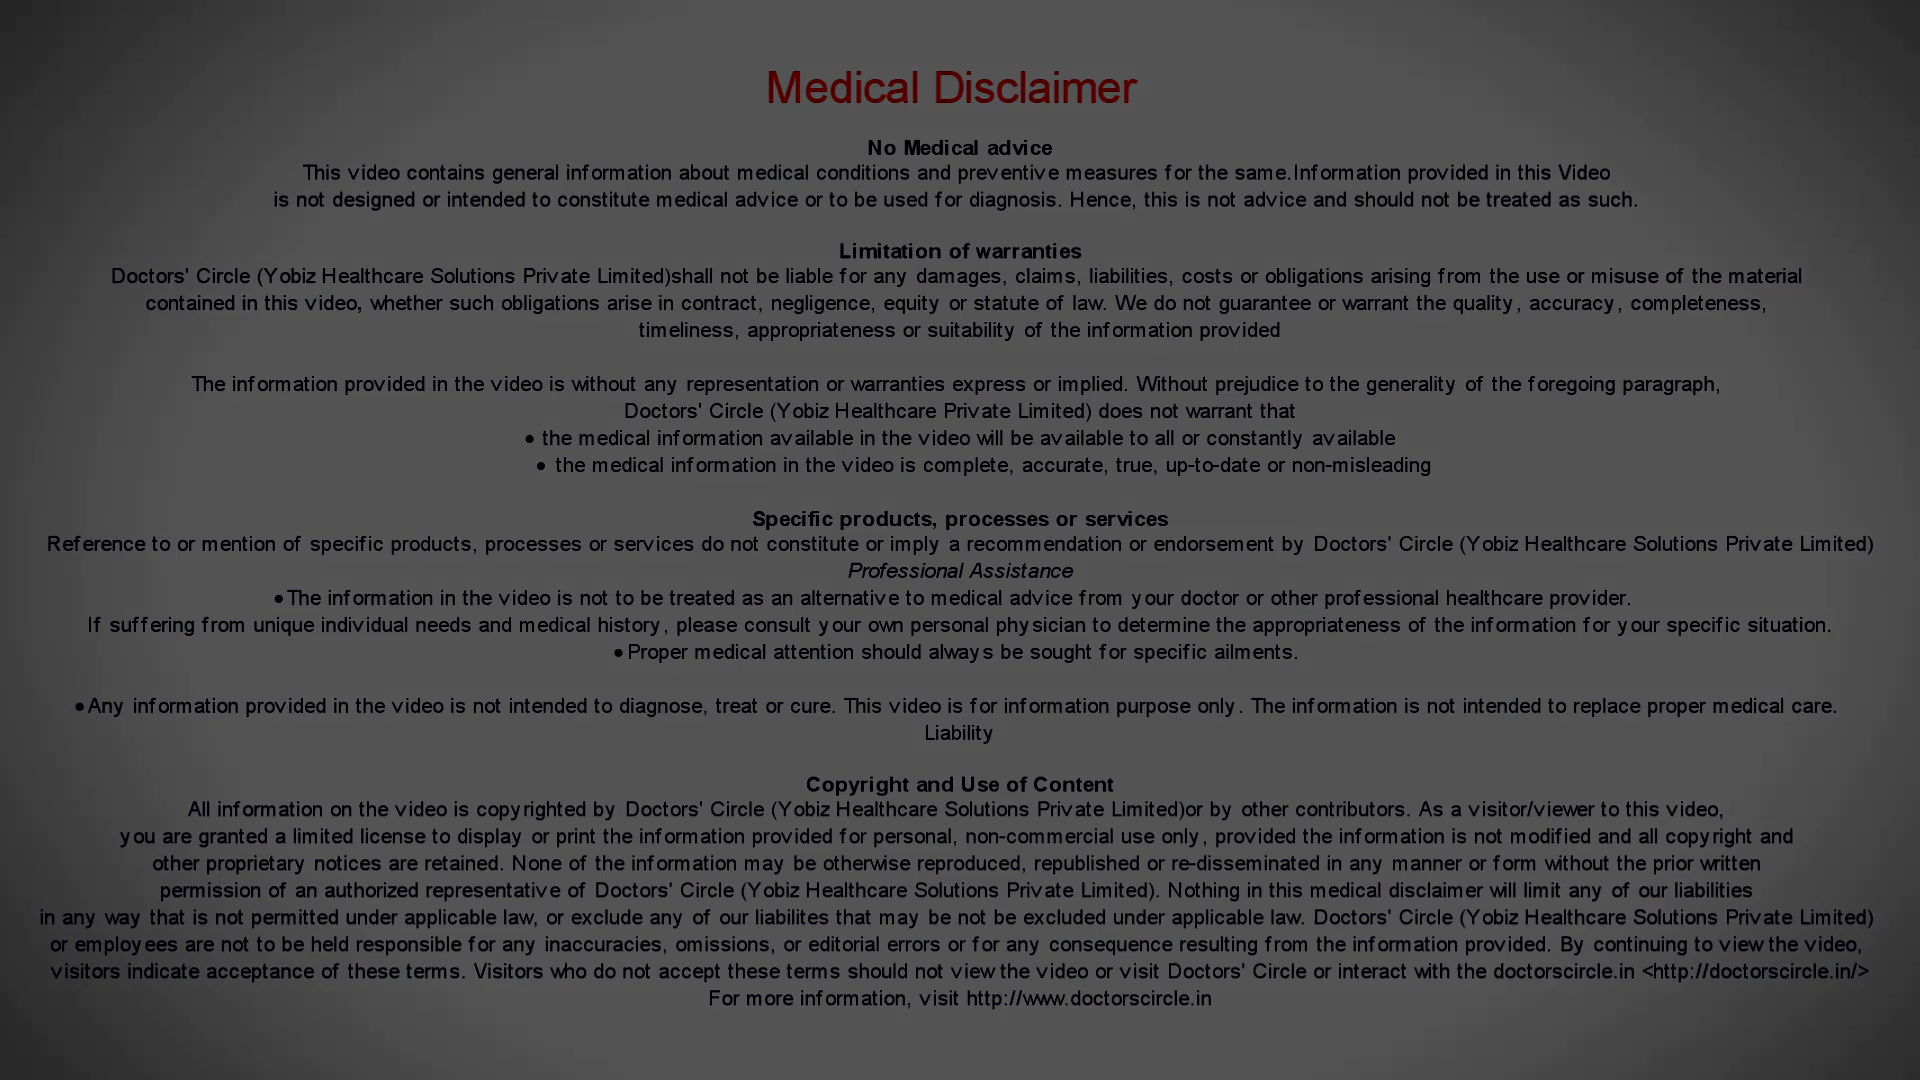 Medical Disclaimer
No Medical advice
This video contains general information about medical conditions and preventive measures for the same.Information provided in this Video
is not designed or intended to constitute medical advice or to be used for diagnosis. Hence, this is not advice and should not be treated as such.
Limitation of warranties
Doctors' Circle (Yobiz Healthcare Solutions Private Limited)shall not be liable for any damages, claims, liabilities, costs or obligations arising from the use or misuse of the material
contained in this video, whether such obligations arise in contract, negligence, equity or statute of law. We do not guarantee or warrant the quality, accuracy, completeness,
timeliness, appropriateness or suitability of the information provided
The information provided in the video is without any representation or warranties express or implied. Without prejudice to the generality of the foregoing paragraph,
Doctors' Circle (Yobiz Healthcare Private Limited) does not warrant that
• the medical information available in the video will be available to all or constantly available
• the medical information in the video is complete, accurate, true, up-to-date or non-misleading
Specific products, processes or services
Reference to or mention of specific products, processes or services do not constitute or imply a recommendation or endorsement by Doctors' Circle (Yobiz Healthcare Solutions Private Limited)
Professional Assistance
•The information in the video is not to be treated as an alternative to medical advice from your doctor or other professional healthcare provider.
If suffering from unique individual needs and medical history, please consult your own personal physician to determine the appropriateness of the information for your specific situation.
•Proper medical attention should always be sought for specific ailments.
•Any information provided in the video is not intended to diagnose, treat or cure. This video is for information purpose only. The information is not intended to replace proper medical care.
Liability
Copyright and Use of Content
All information on the video is copyrighted by Doctors' Circle (Yobiz Healthcare Solutions Private Limited)or by other contributors. As a visitor/viewer to this video,
you are granted a limited license to display or print the information provided for personal, non-commercial use only, provided the information is not modified and all copyright and
other proprietary notices are retained. None of the information may be otherwise reproduced, republished or re-disseminated in any manner or form without the prior written
permission of an authorized representative of Doctors' Circle (Yobiz Healthcare Solutions Private Limited). Nothing in this medical disclaimer will limit any of our liabilities
in any way that is not permitted under applicable law, or exclude any of our liabilites that may be not be excluded under applicable law. Doctors' Circle (Yobiz Healthcare Solutions Private Limited)
or employees are not to be held responsible for any inaccuracies, omissions, or editorial errors or for any consequence resulting from the information provided. By continuing to view the video,
visitors indicate acceptance of these terms. Visitors who do not accept these terms should not view the video or visit Doctors' Circle or interact with the doctorscircle.in <http://doctorscircle.in/>
For more information, visit http://www.doctorscircle.in